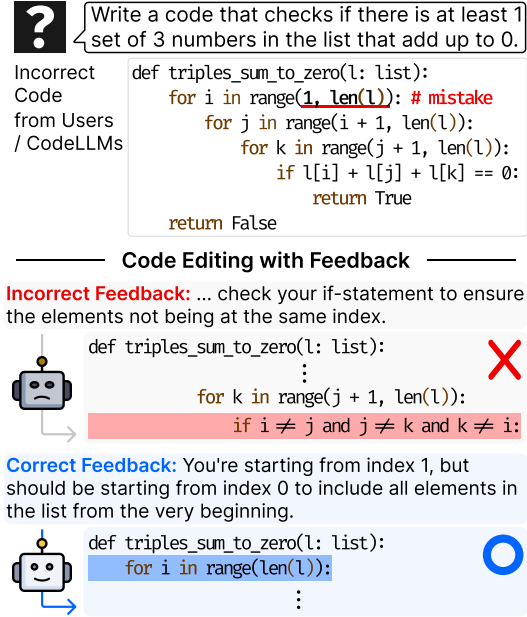 ?
Write a code that checks if there is at least 1
set of 3 numbers in the list that add up to 0.
Incorrect
Code
from Users
/ CodeLLMs
def triples_sum_to_zero(l: list):
    for i in range(1, len(l)): # mistake
        for j in range(i + 1, len(l)):
            for k in range(j + 1, len(l)):
                if l[i] + l[j] + l[k] == 0:
                    return True
    return False
Code Editing with Feedback
Incorrect Feedback: ... check your if-statement to ensure
the elements not being at the same index.
def triples_sum_to_zero(l: list):
⋮
for k in range(j + 1, len(l)):
if i ≠ j and j ≠ k and k ≠ i:
Correct Feedback: You're starting from index 1, but
should be starting from index 0 to include all elements in
the list from the very beginning.
def triples_sum_to_zero(l: list):
    for i in range(len(l)):
⋮